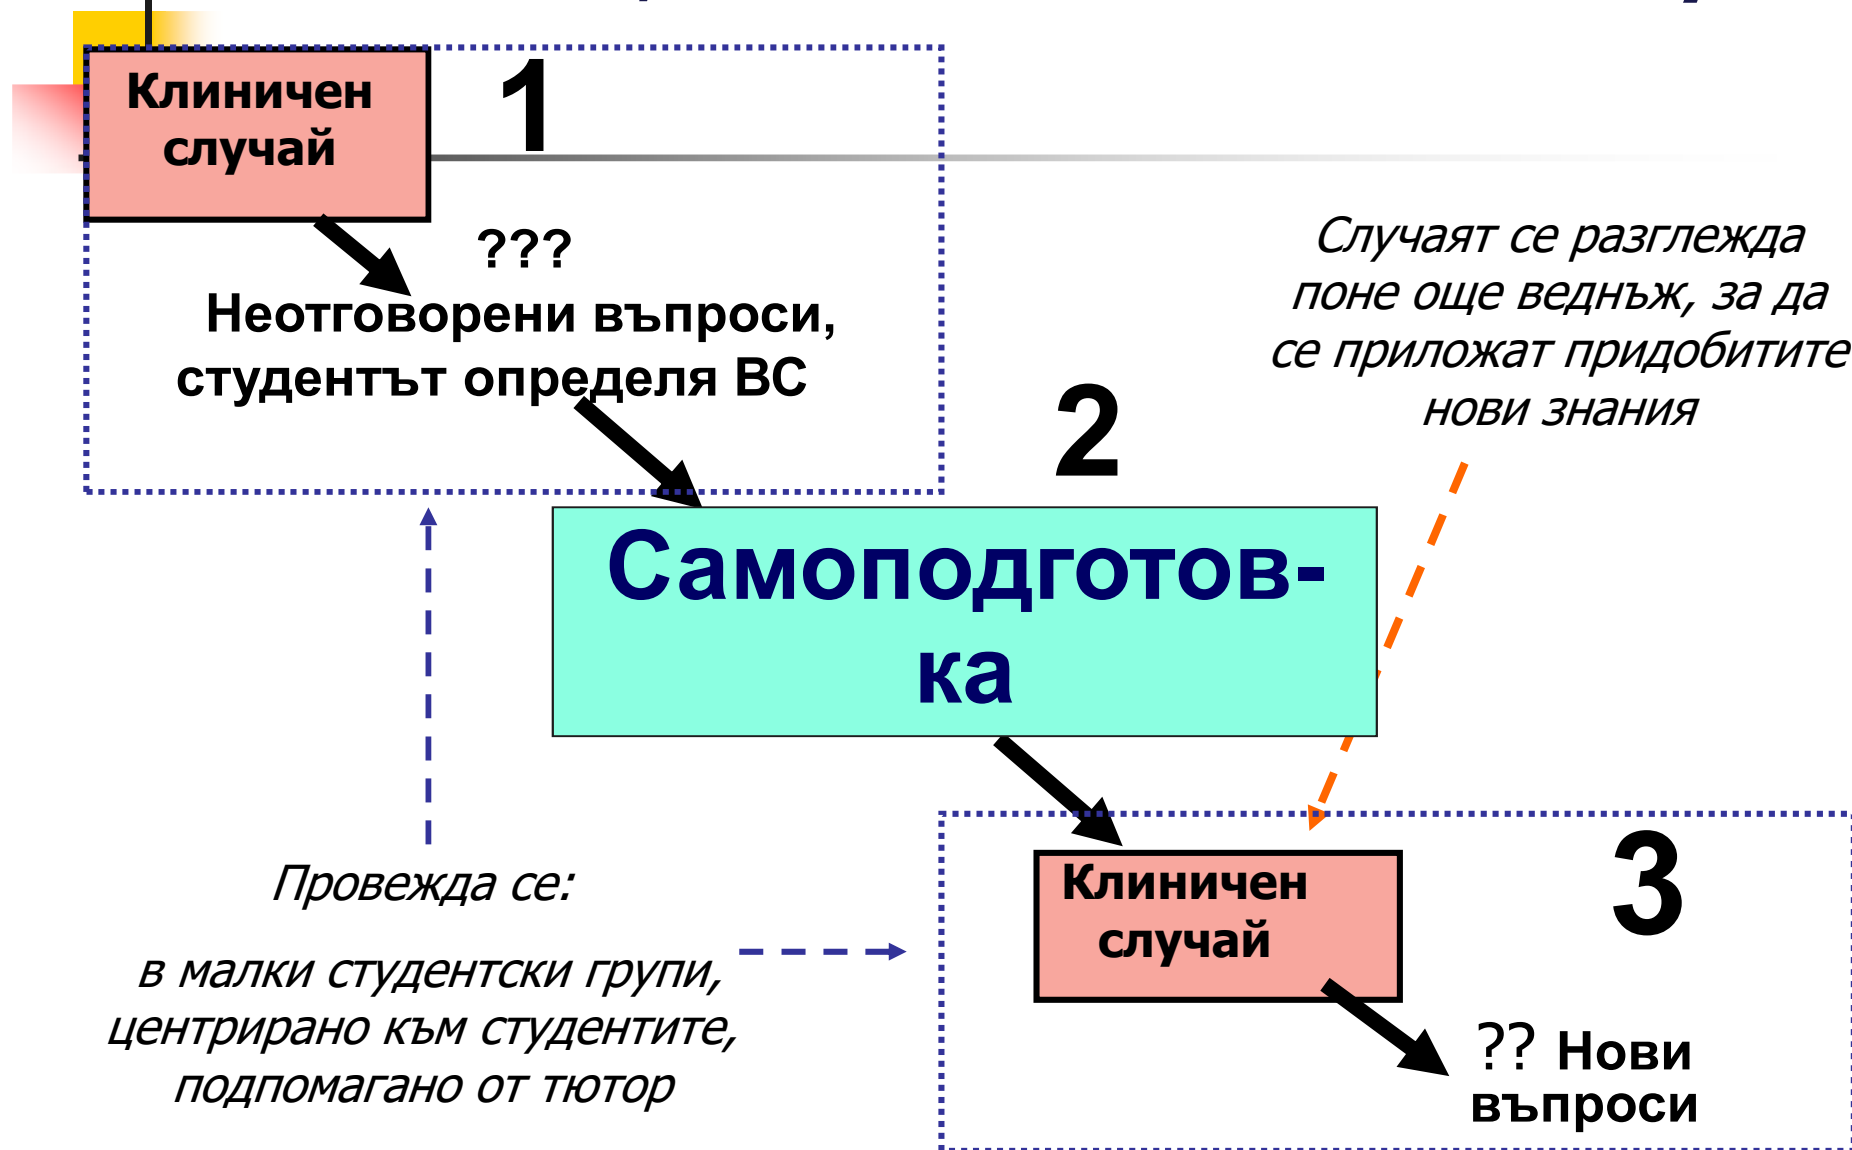 Клиничен
случай
1
???
Неотговорени въпроси,
студентът определя ВС
Случаят се разглежда
поне още веднъж, за да
се приложат придобитите
нови знания
2
Самоподготов-
ка
Провежда се:
в малки студентски групи,
центрирано към студентите,
подпомагано от тютор
3
Клиничен
случай
?? Нови
въпроси